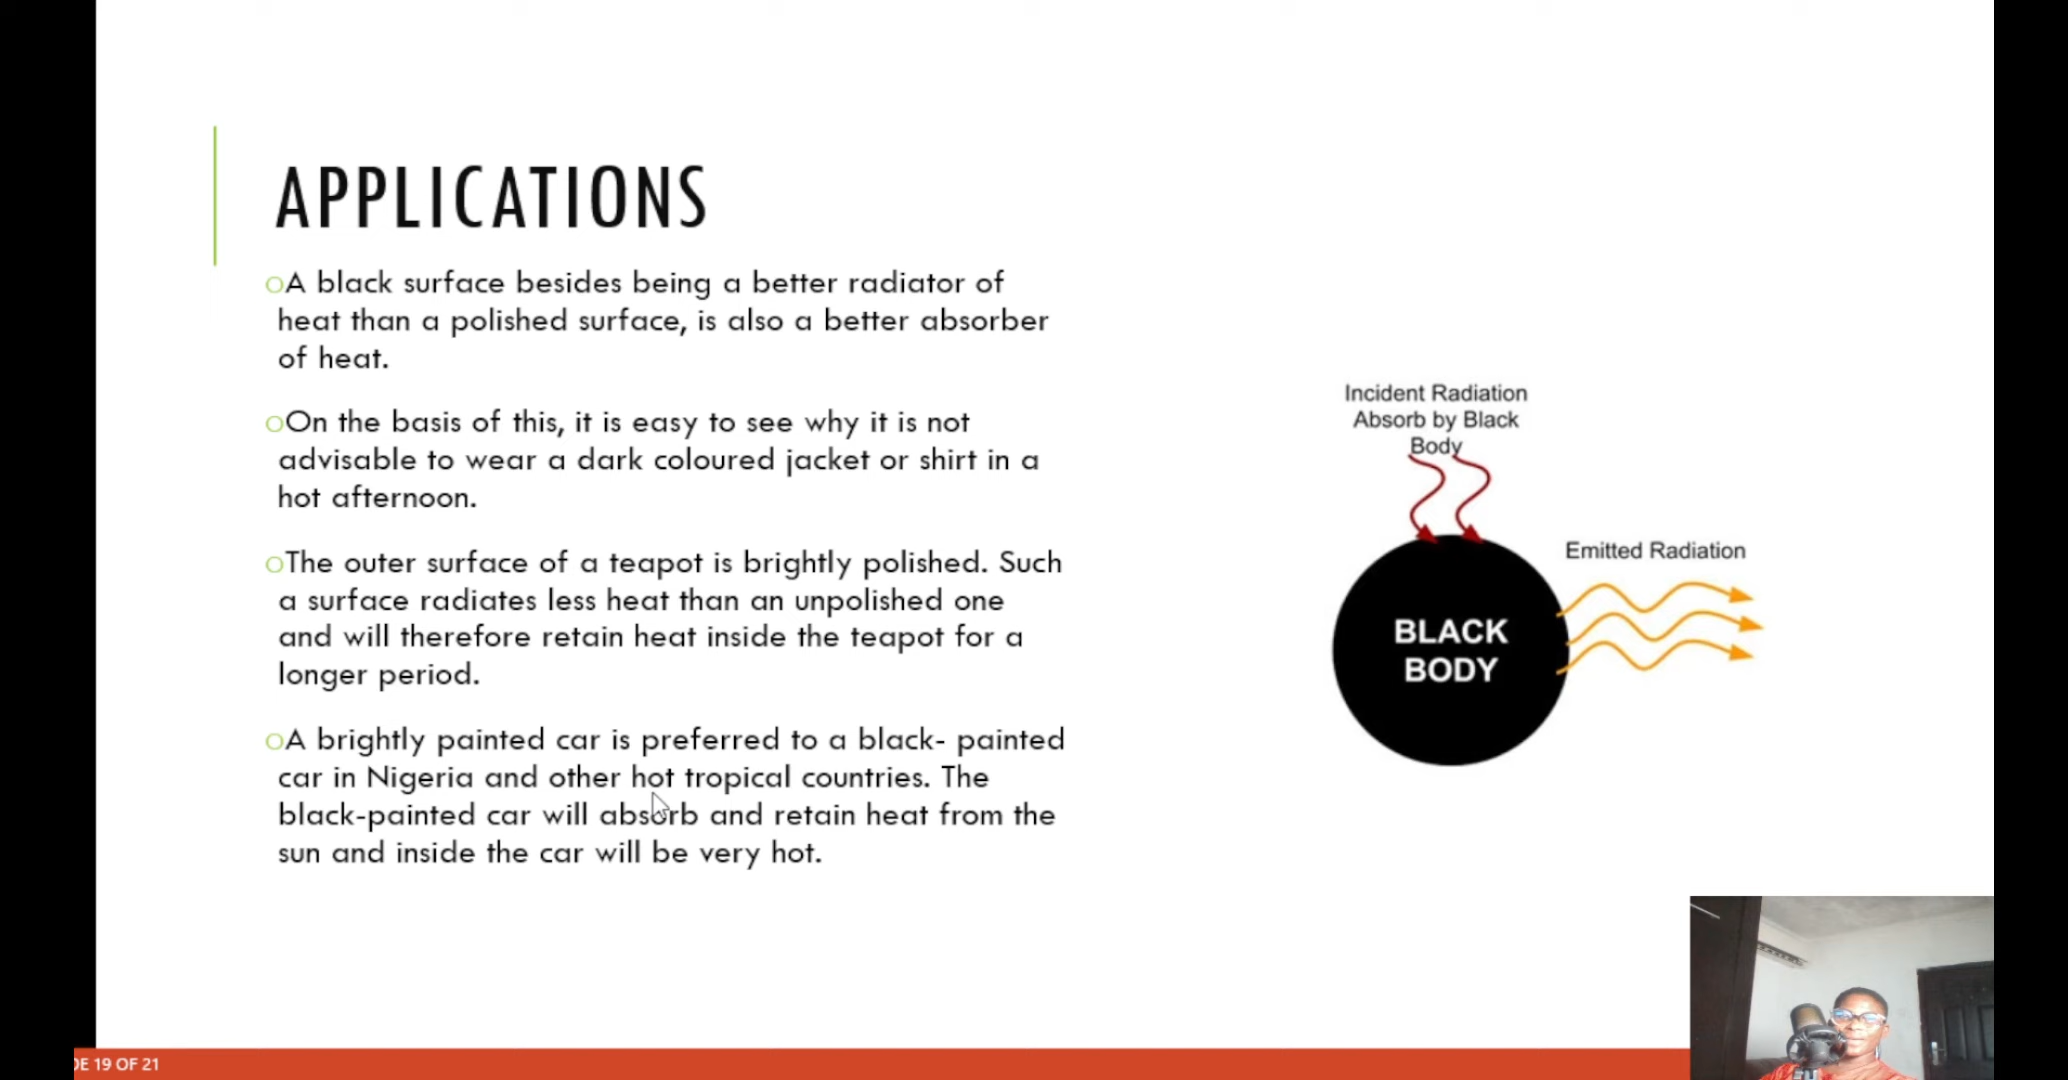 APPLICATIONS
A black surface besides being a better radiator of
heat than a polished surface, is also a better absorber
of heat.
On the basis of this, it is easy to see why it is not
advisable to wear a dark coloured jacket or shirt in a
hot afternoon.
The outer surface of a teapot is brightly polished. Such
a surface radiates less heat than an unpolished one
and will therefore retain heat inside the teapot for a
longer period.
A brightly painted car is preferred to a black- painted
car in Nigeria and other hot tropical countries. The
black-painted car will absorb and retain heat from the
sun and inside the car will be very hot.
Incident Radiation
Absorb by Black
Body
Emitted Radiation
BLACK
BODY
DE 19 OF 21